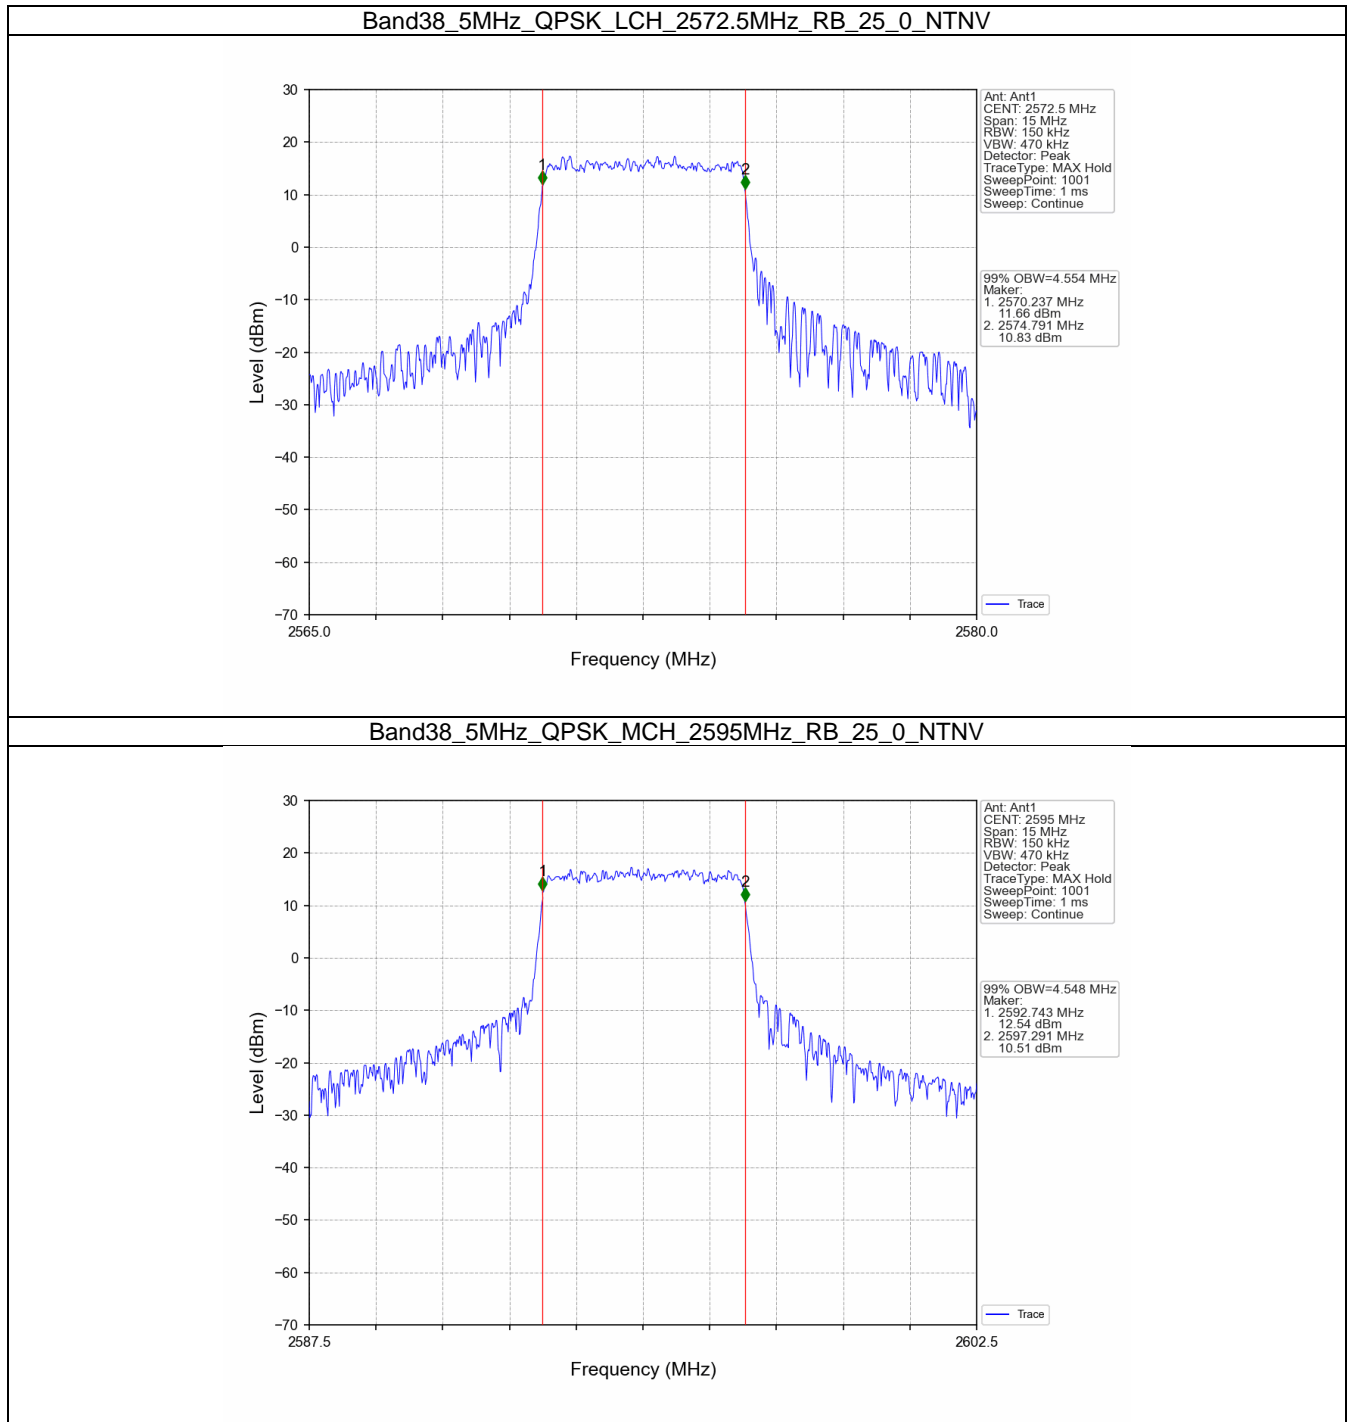 Band38_5MHz_QPSK_LCH_2572.5MHz_RB_25_0_NTNV
30
20
10
0
−10
−20
−30
−40
−50
−60
−70
Level (dBm)
1
2
2565.0
2580.0
Frequency (MHz)
Ant: Ant1
CENT: 2572.5 MHz
Span: 15 MHz
RBW: 150 kHz
VBW: 470 kHz
Detector: Peak
TraceType: MAX Hold
SweepPoint: 1001
SweepTime: 1 ms
Sweep: Continue
99% OBW=4.554 MHz
Maker:
1. 2570.237 MHz
11.66 dBm
2. 2574.791 MHz
10.83 dBm
Trace
Band38_5MHz_QPSK_MCH_2595MHz_RB_25_0_NTNV
30
20
10
0
−10
−20
−30
−40
−50
−60
−70
Level (dBm)
1
2
2587.5
2602.5
Frequency (MHz)
Ant: Ant1
CENT: 2595 MHz
Span: 15 MHz
RBW: 150 kHz
VBW: 470 kHz
Detector: Peak
TraceType: MAX Hold
SweepPoint: 1001
SweepTime: 1 ms
Sweep: Continue
99% OBW=4.548 MHz
Maker:
1. 2592.743 MHz
12.54 dBm
2. 2597.291 MHz
10.51 dBm
Trace